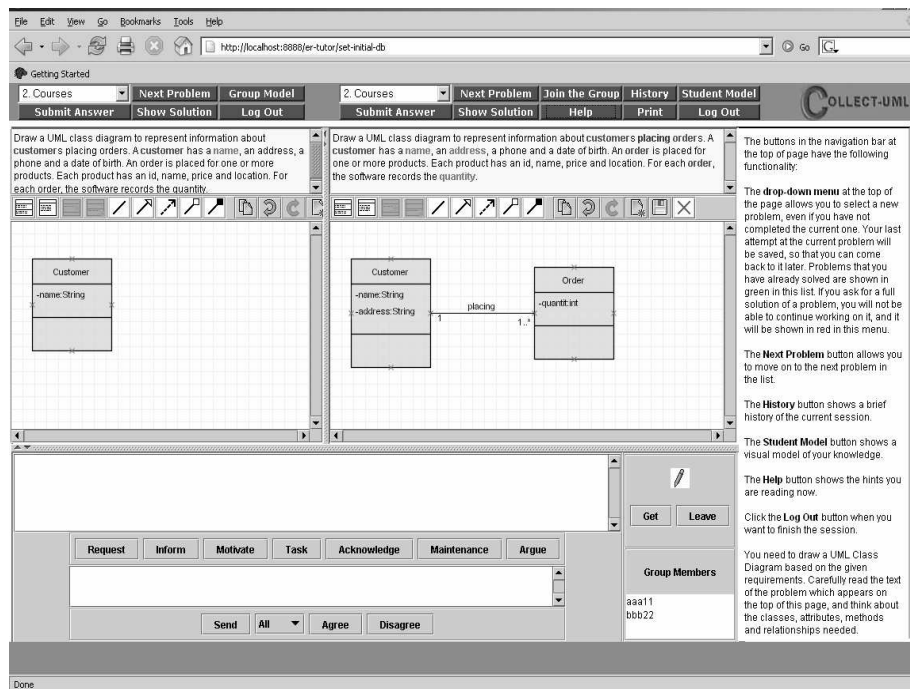 File Edit View Go Bookmarks Tools Help
http://localhost:8888/er-tutor/set-initial-db
Go
G
Getting Started
2. Courses Next Problem Group Model
Submit Answer Show Solution Log Out
2. Courses Next Problem Join the Group History Student Model
Submit Answer Show Solution Help Print Log Out
COLLECT-UML
Draw a UML class diagram to represent information about
customers placing orders. A customer has a name, an address, a
phone and a date of birth. An order is placed for one or more
products. Each product has an id, name, price and location. For
each order, the software records the quantity.
Draw a UML class diagram to represent information about customers placing orders. A
customer has a name, an address, a phone and a date of birth. An order is placed for
one or more products. Each product has an id, name, price and location. For each order,
the software records the quantity.
Customer
-name:String
Customer
-name:String
-address:String
placing
1
1..*
Order
-quantit:int
The buttons in the navigation bar at
the top of page have the following
functionality:
The drop-down menu at the top of
the page allows you to select a new
problem, even if you have not
completed the current one. Your last
attempt at the current problem will
be saved, so that you can come
back to it later. Problems that you
have already solved are shown in
green in this list. If you ask for a full
solution of a problem, you will not be
able to continue working on it, and it
will be shown in red in this menu.
The Next Problem button allows you
to move on to the next problem in
the list.
The History button shows a brief
history of the current session.
The Student Model button shows a
visual model of your knowledge.
The Help button shows the hints you
are reading now.
Click the Log Out button when you
want to finish the session.
You need to draw a UML Class
Diagram based on the given
requirements. Carefully read the text
of the problem which appears on
the top of this page, and think about
the classes, attributes, methods
and relationships needed.
Get Leave
Request Inform Motivate Task Acknowledge Maintenance Argue
Group Members
aaa11
bbb22
Send All Agree Disagree
Done